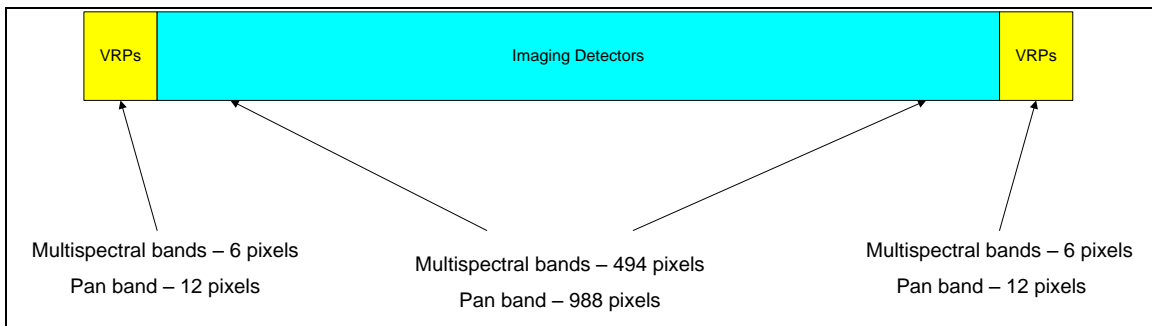 VRPs
Imaging Detectors
VRPs
Multispectral bands – 6 pixels
Pan band – 12 pixels
Multispectral bands – 494 pixels
Pan band – 988 pixels
Multispectral bands – 6 pixels
Pan band – 12 pixels